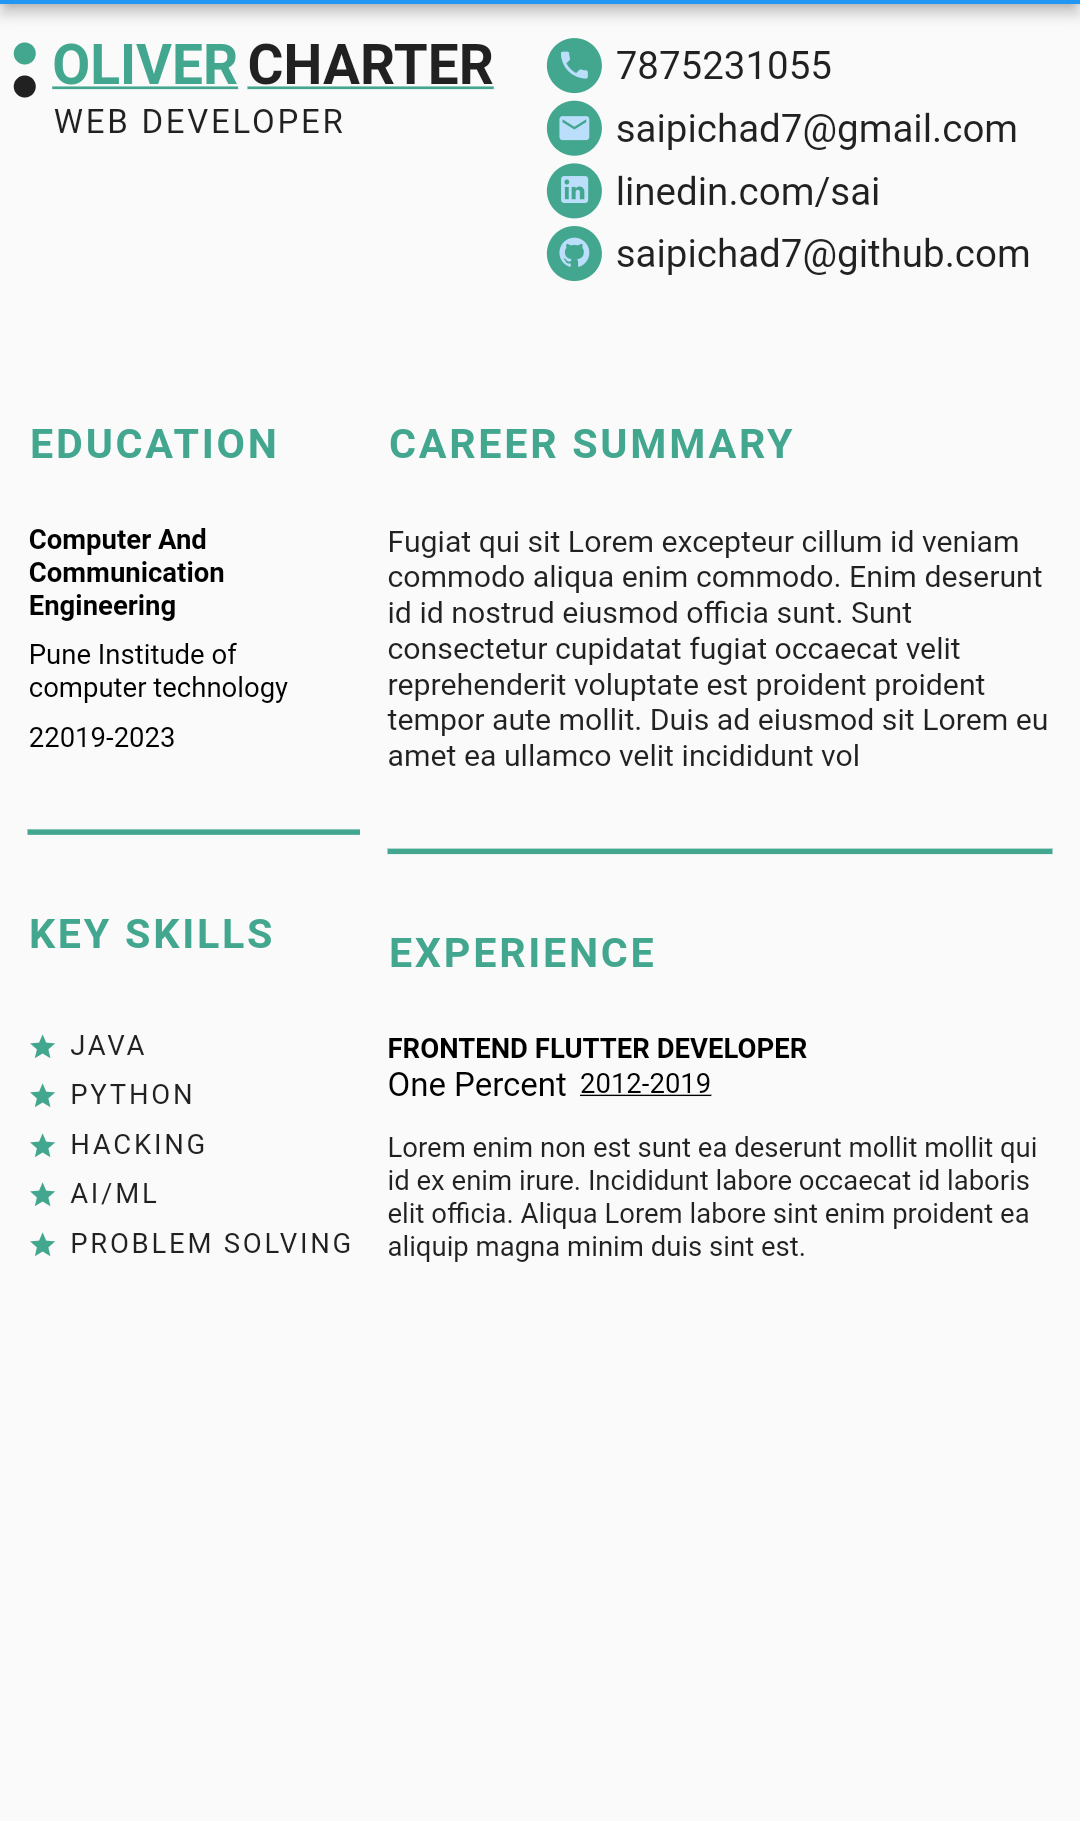 OLIVER CHARTER
WEB DEVELOPER
7875231055
saipichad7@gmail.com
linedin.com/sai
saipichad7@github.com
EDUCATION
Computer And
Communication
Engineering
Pune Institude of
computer technology
22019-2023
KEY SKILLS
JAVA
PYTHON
HACKING
AI/ML
PROBLEM SOLVING
CAREER SUMMARY
Fugiat qui sit Lorem excepteur cillum id veniam
commodo aliqua enim commodo. Enim deserunt
id id nostrud eiusmod officia sunt. Sunt
consectetur cupidatat fugiat occaecat velit
reprehenderit voluptate est proident proident
tempor aute mollit. Duis ad eiusmod sit Lorem eu
amet ea ullamco velit incididunt vol
EXPERIENCE
FRONTEND FLUTTER DEVELOPER
One Percent 2012-2019
Lorem enim non est sunt ea deserunt mollit mollit qui
id ex enim irure. Incididunt labore occaecat id laboris
elit officia. Aliqua Lorem labore sint enim proident ea
aliquip magna minim duis sint est.